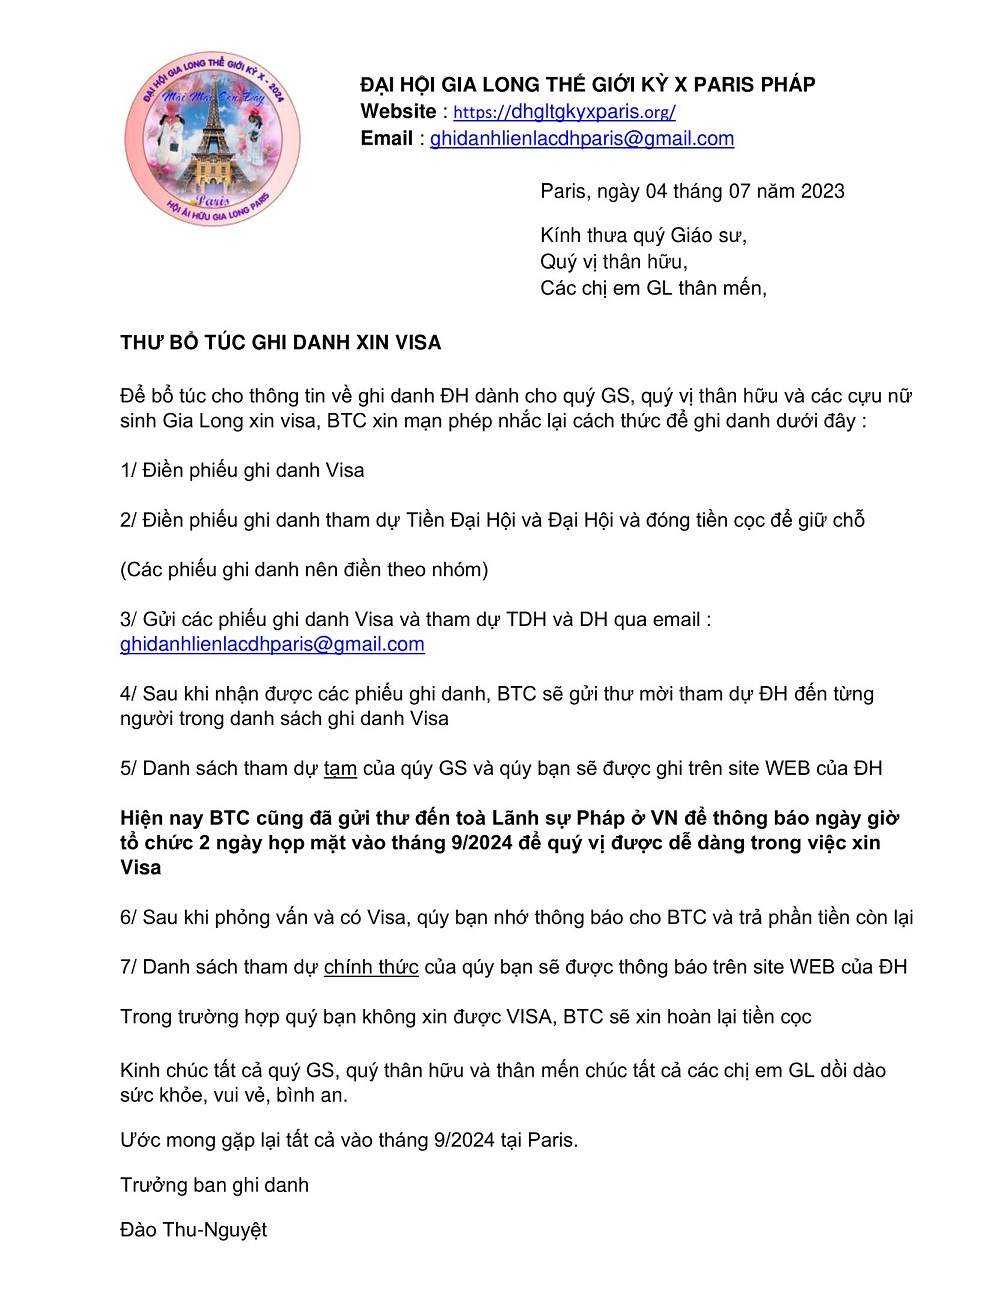 ĐẠI HỘI GIA LONG THẾ GIỚI KỲ X - 2024
Mãi Mãi Còn Đây
Paris
HỘI ÁI HỮU GIA LONG PARIS
ĐẠI HỘI GIA LONG THẾ GIỚI KỲ X PARIS PHÁP
Website : https://dhgltgkyxparis.org/
Email : ghidanhlienlacdhparis@gmail.com
Paris, ngày 04 tháng 07 năm 2023
Kính thưa quý Giáo sư,
Quý vị thân hữu,
Các chị em GL thân mến,
THƯ BỔ TÚC GHI DANH XIN VISA
Để bổ túc cho thông tin về ghi danh ĐH dành cho quý GS, quý vị thân hữu và các cựu nữ
sinh Gia Long xin visa, BTC xin mạn phép nhắc lại cách thức để ghi danh dưới đây :
1/ Điền phiếu ghi danh Visa
2/ Điền phiếu ghi danh tham dự Tiền Đại Hội và Đại Hội và đóng tiền cọc để giữ chỗ
(Các phiếu ghi danh nên điền theo nhóm)
3/ Gửi các phiếu ghi danh Visa và tham dự TDH và DH qua email :
ghidanhlienlacdhparis@gmail.com
4/ Sau khi nhận được các phiếu ghi danh, BTC sẽ gửi thư mời tham dự ĐH đến từng
người trong danh sách ghi danh Visa
5/ Danh sách tham dự tạm của qúy GS và qúy bạn sẽ được ghi trên site WEB của ĐH
Hiện nay BTC cũng đã gửi thư đến toà Lãnh sự Pháp ở VN để thông báo ngày giờ
tổ chức 2 ngày họp mặt vào tháng 9/2024 để quý vị được dễ dàng trong việc xin
Visa
6/ Sau khi phỏng vấn và có Visa, qúy bạn nhớ thông báo cho BTC và trả phần tiền còn lại
7/ Danh sách tham dự chính thức của qúy bạn sẽ được thông báo trên site WEB của ĐH
Trong trường hợp quý bạn không xin được VISA, BTC sẽ xin hoàn lại tiền cọc
Kinh chúc tất cả quý GS, quý thân hữu và thân mến chúc tất cả các chị em GL dồi dào
sức khỏe, vui vẻ, bình an.
Ước mong gặp lại tất cả vào tháng 9/2024 tại Paris.
Trưởng ban ghi danh
Đào Thu-Nguyệt